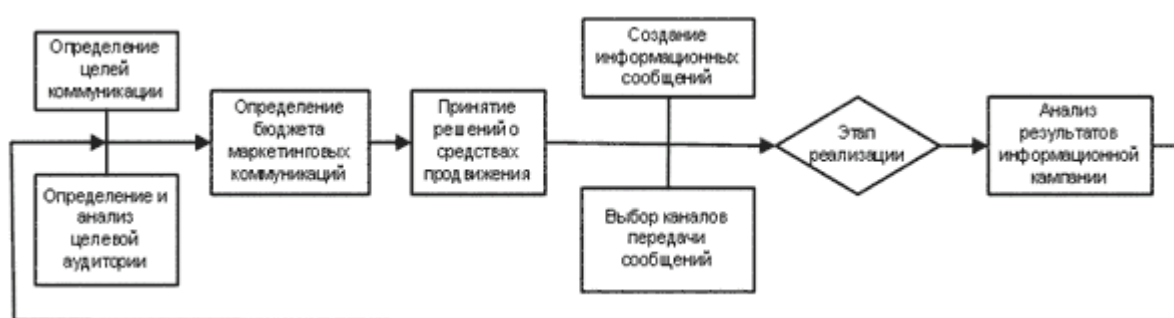 Определение
целей
коммуникации
Определение и
анализ
целевой
аудитории
Определение
бюджета
маркетинговых
коммуникаций
Принятие
решений о
средствах
продвижения
Создание
информационных
сообщений
Выбор каналов
передачи
сообщений
Этап
реализации
Анализ
результатов
информационной
кампании